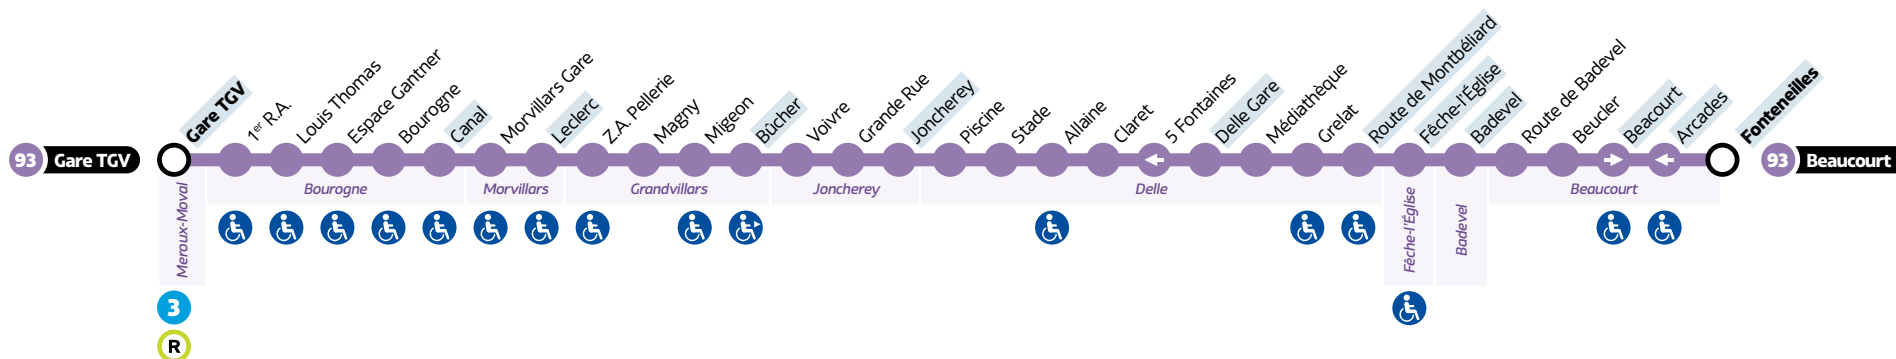 93 Gare TGV
Gare TGV
1er R.A.
Louis Thomas
Espace Gantner
Bourogne
Canal
Morvillars Gare
Leclerc
Z.A. Pellerie
Magny
Migeon
Bûcher
Voivre
Grande Rue
Joncherey
Piscine
Stade
Allaine
Claret
5 Fontaines
Delle Gare
Médiathèque
Grelat
Route de Montbéliard
Fêche-l'Église
Badevel
Route de Badevel
Beucler
Beacourt
Arcades
Fonteneilles
93 Beaucourt
Meroux-Moval
Bourogne
Morvillars
Grandvillars
Joncherey
Delle
Fêche-l'Église
Badevel
Beaucourt
3
R